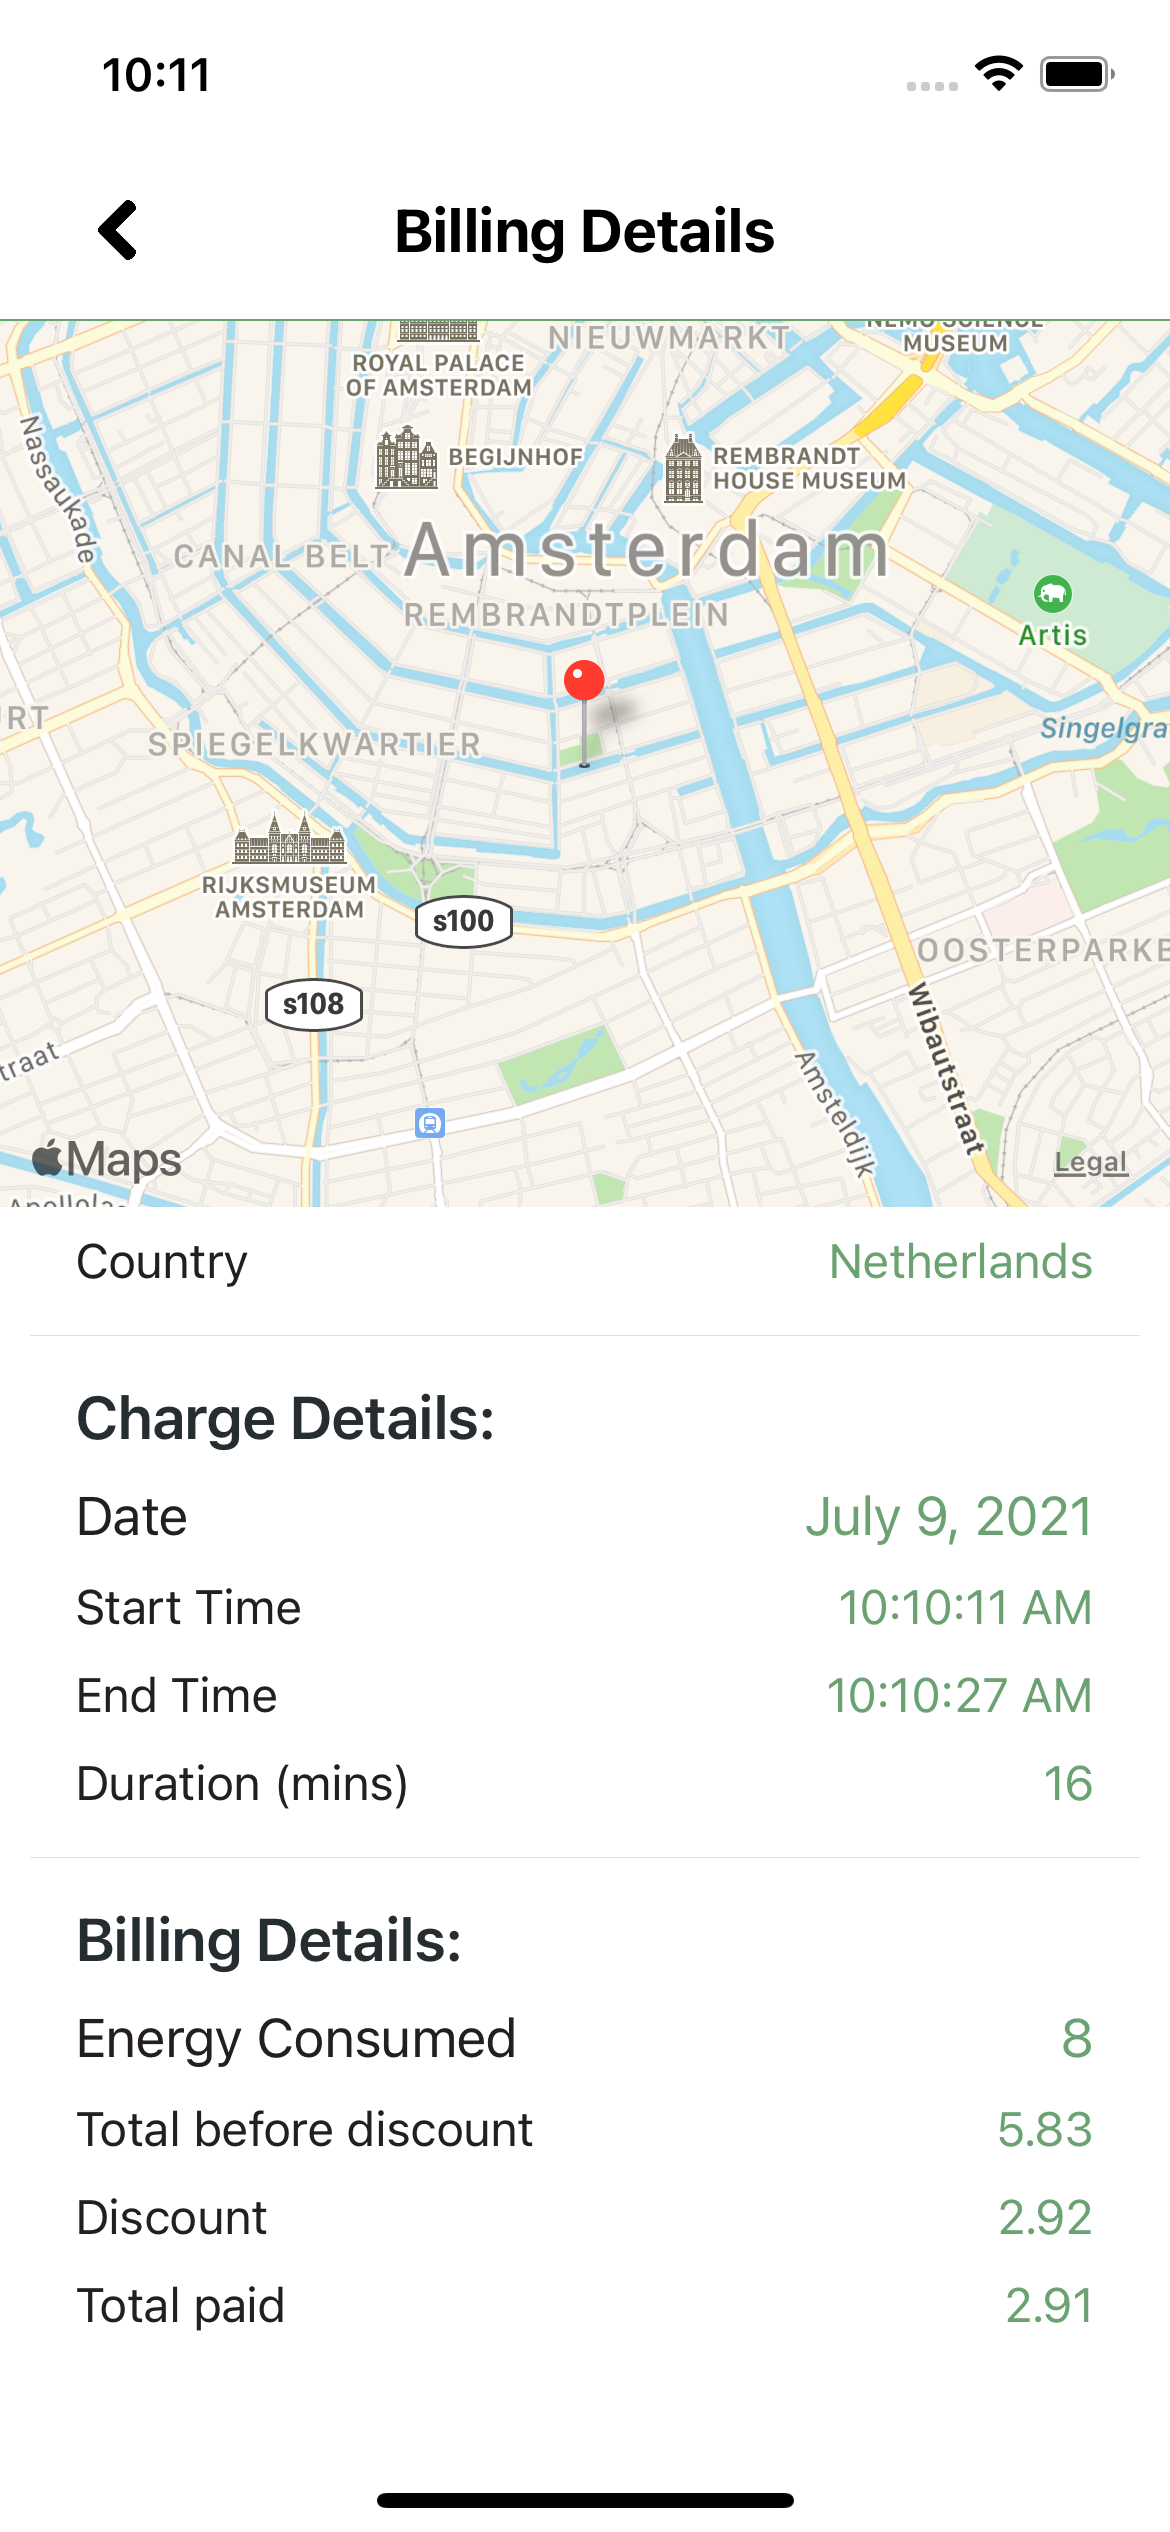 10:11
Billing Details
NIEUWMARKT
NEMO SCIENCE
MUSEUM
ROYAL PALACE
OF AMSTERDAM
Nassaukade
BEGIJNHOF
REMBRANDT
HOUSE MUSEUM
CANAL BELT
Amsterdam
REMBRANDTPLEIN
Artis
RT
SPIEGELKWARTIER
Singelgra
RIJKSMUSEUM
AMSTERDAM
s100
OOSTERPARKB
s108
Wibautstraat
traat
Amsteldijk
Maps
Legal
Country Netherlands
Charge Details:
Date July 9, 2021
Start Time 10:10:11 AM
End Time 10:10:27 AM
Duration (mins) 16
Billing Details:
Energy Consumed 8
Total before discount 5.83
Discount 2.92
Total paid 2.91